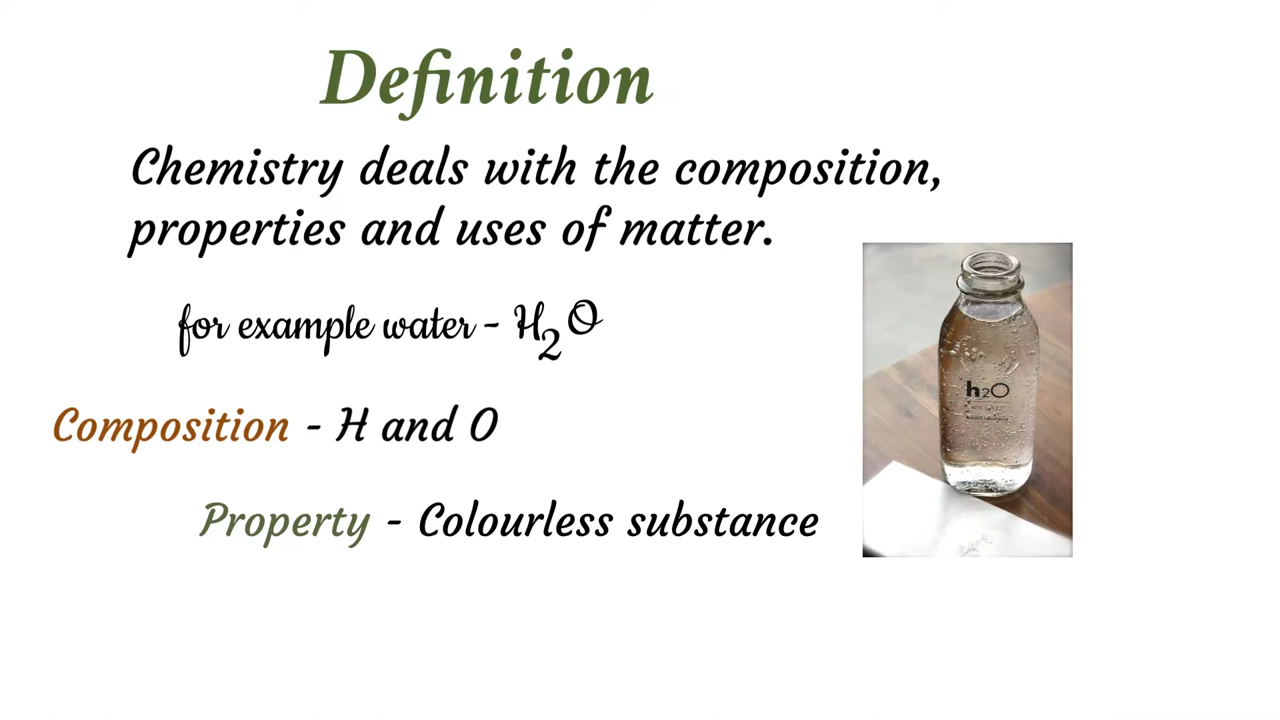 Definition
Chemistry deals with the composition,
properties and uses of matter.
for example water - H₂O
h2O
Composition - H and O
Property - Colourless substance